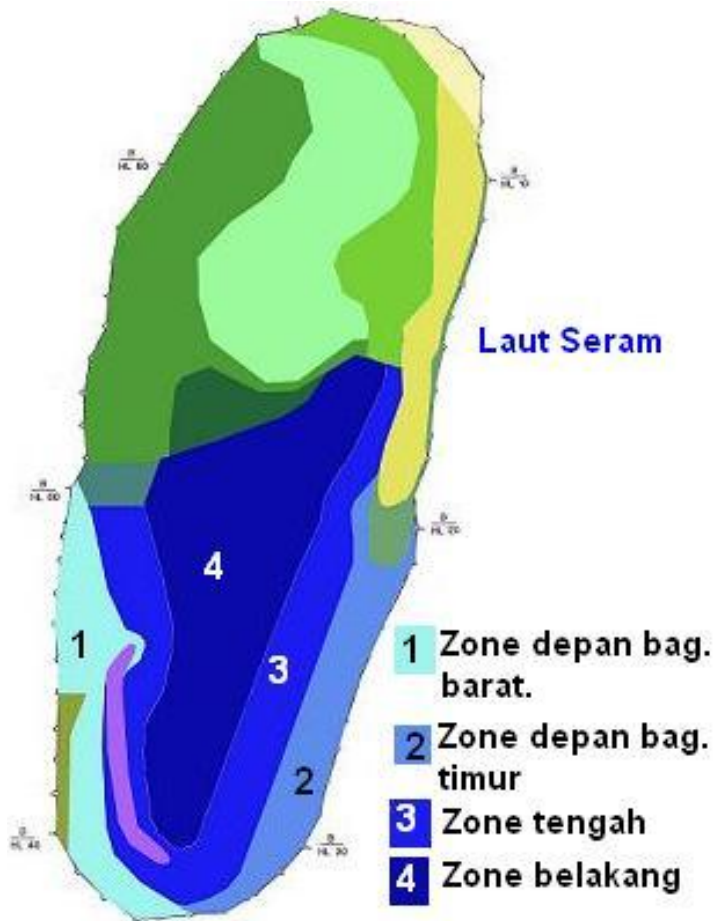 Laut Seram
4
1
3
2
1 Zone depan bag.
barat.
2 Zone depan bag.
timur
3 Zone tengah
4 Zone belakang